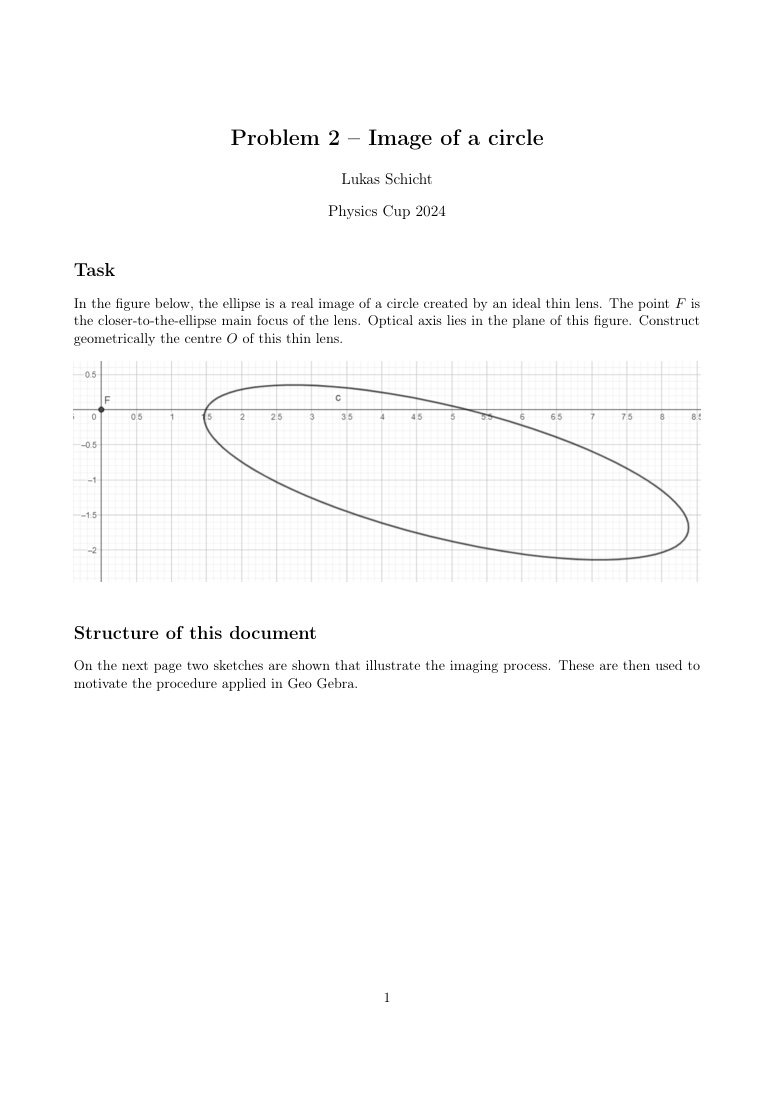 Problem 2 – Image of a circle
Lukas Schicht
Physics Cup 2024
Task
In the figure below, the ellipse is a real image of a circle created by an ideal thin lens. The point F is
the closer-to-the-ellipse main focus of the lens. Optical axis lies in the plane of this figure. Construct
geometrically the centre O of this thin lens.
0.5
F
c
0 0.5 1 1.5 2 2.5 3 3.5 4 4.5 5 5.5 6 6.5 7 7.5 8
−0.5
−1
−1.5
−2
Structure of this document
On the next page two sketches are shown that illustrate the imaging process. These are then used to
motivate the procedure applied in Geo Gebra.
1